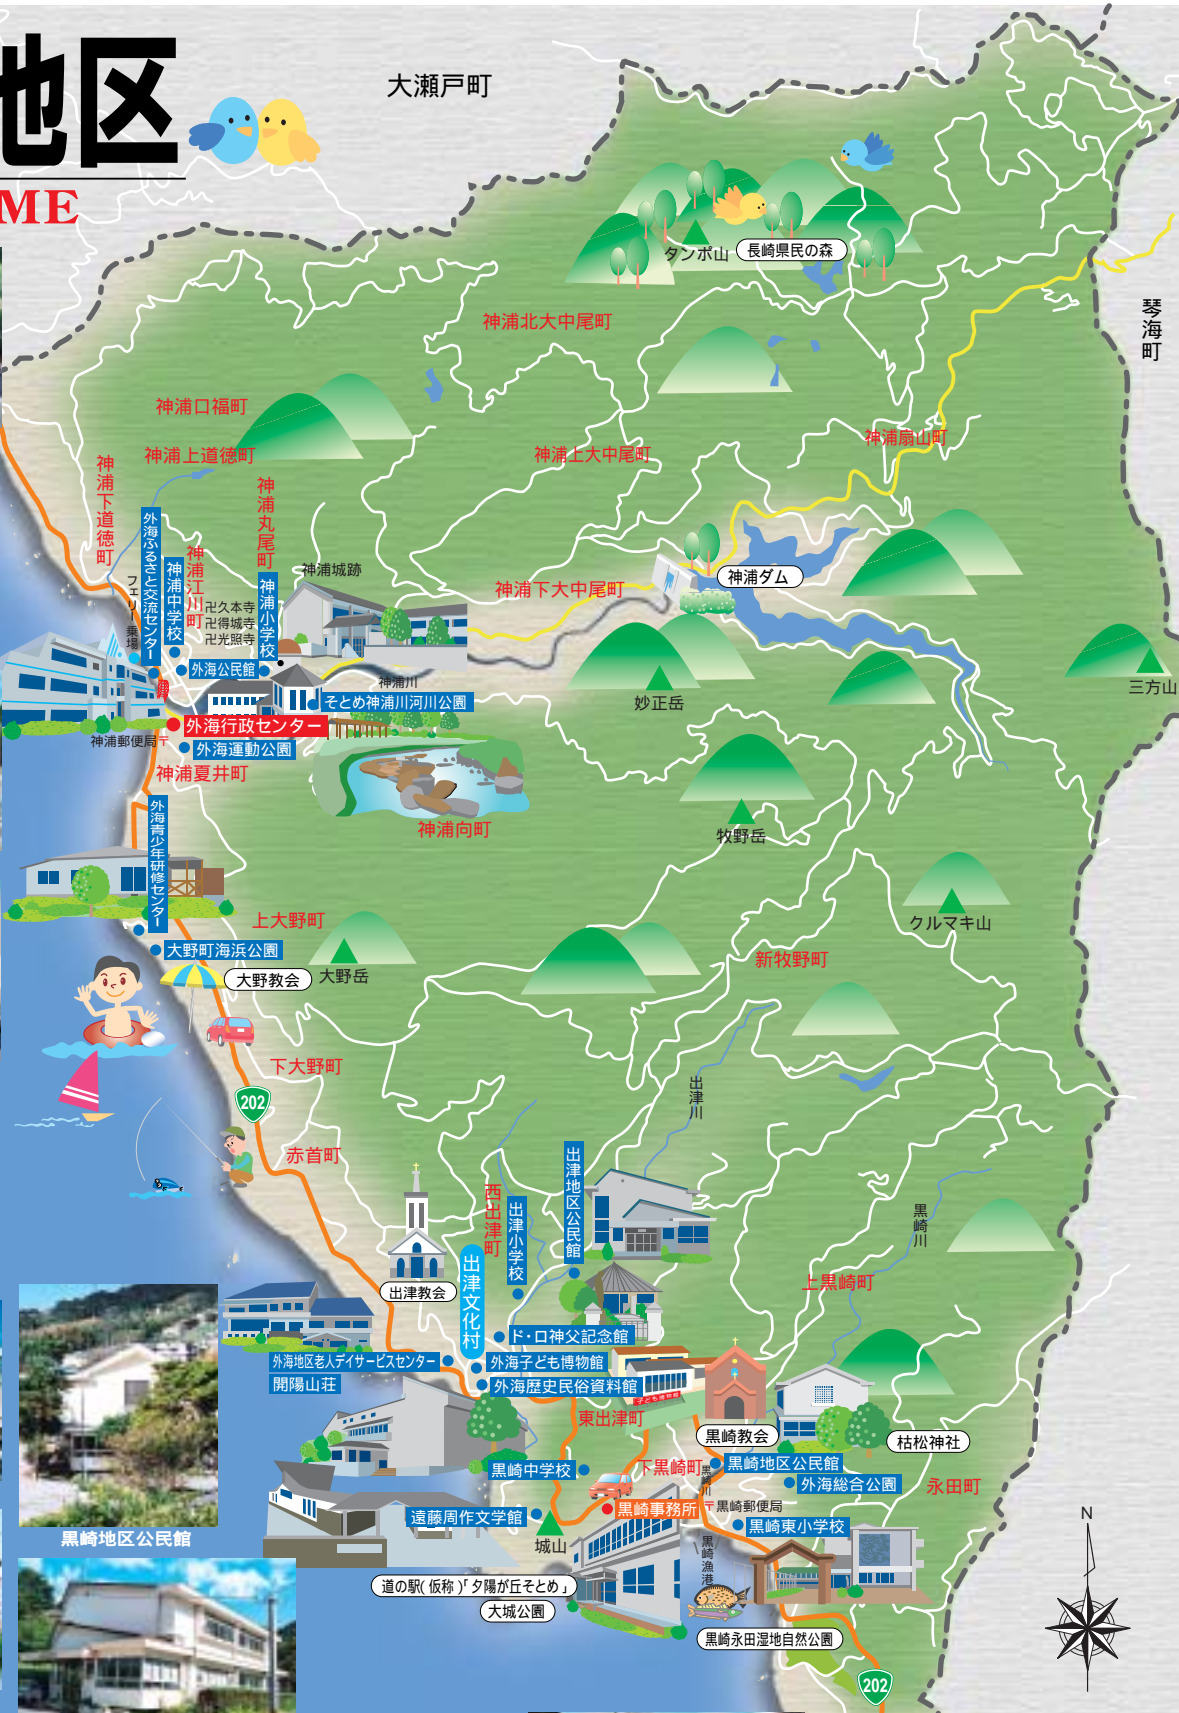 地区
ME
大瀬戸町
琴海町
タンポ山
長崎県民の森
神浦北大中尾町
神浦口福町
神浦上道徳町
神浦下道徳町
神浦上大中尾町
神浦扇山町
神浦丸尾町
神浦江川町
外海ふるさと交流センター
神浦中学校
神浦小学校
フェリー乗場
卍久本寺
卍得城寺
卍光照寺
神浦城跡
神浦下大中尾町
神浦ダム
外海公民館
神浦川
そとめ神浦川河川公園
外海行政センター
神浦郵便局〒
外海運動公園
神浦夏井町
神浦向町
妙正岳
三方山
牧野岳
外海青少年研修センター
クルマキ山
上大野町
大野町海浜公園
大野教会
大野岳
新牧野町
下大野町
202
出津川
赤首町
西出津町
出津小学校
出津地区公民館
黒崎川
出津教会
出津文化村
上黒崎町
ド・ロ神父記念館
外海地区老人デイサービスセンター
外海子ども博物館
開陽山荘
外海歴史民俗資料館
子ども博物館
東出津町
黒崎教会
枯松神社
黒崎中学校
下黒崎町
黒崎川
黒崎地区公民館
外海総合公園
永田町
遠藤周作文学館
黒崎事務所
〒黒崎郵便局
黒崎東小学校
城山
黒崎漁港
道の駅(仮称)「夕陽が丘そとめ」
大城公園
黒崎永田湿地自然公園
202
N
黒崎地区公民館